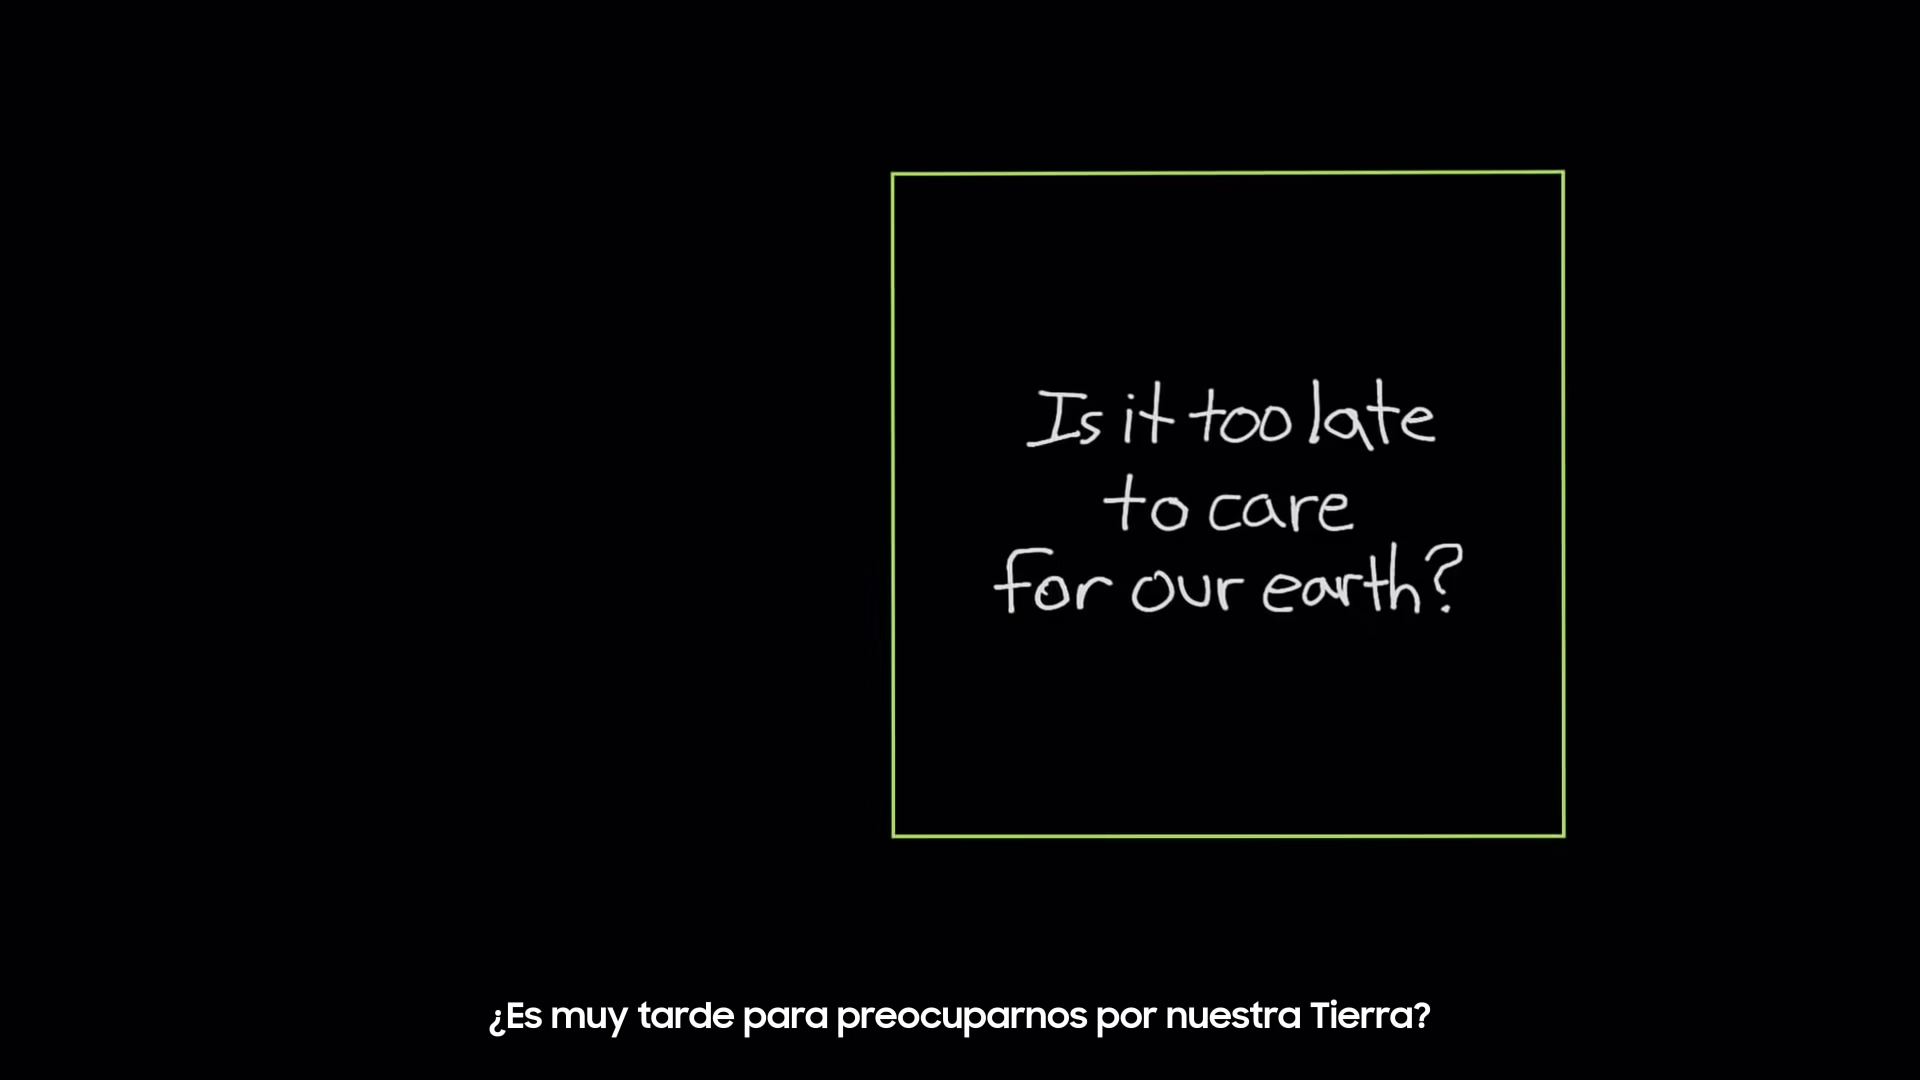 Is it too late
to care
for our earth?
¿Es muy tarde para preocuparnos por nuestra Tierra?